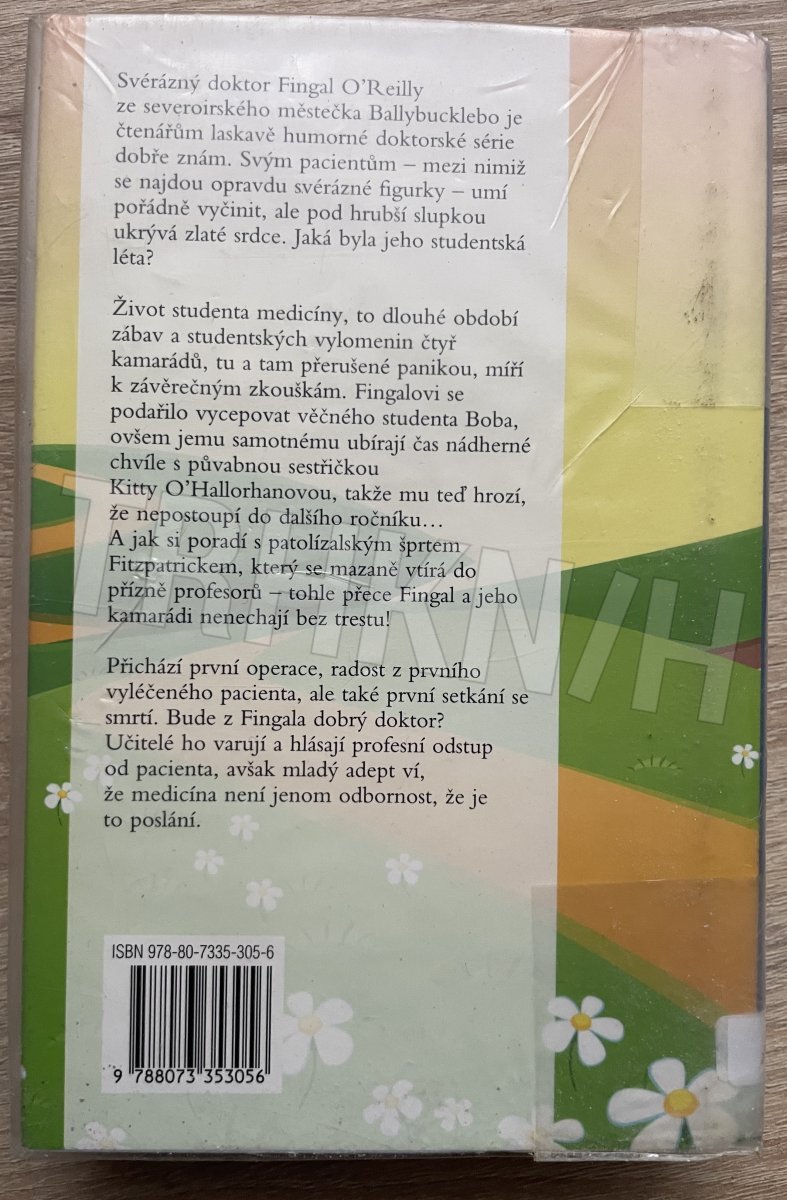 Svérázný doktor Fingal O'Reilly
ze severoirského městečka Ballybucklebo je
čtenářům laskavě humorné doktorské série
dobře znám. Svým pacientům – mezi nimiž
se najdou opravdu svérázné figurky – umí
pořádně vyčinit, ale pod hrubší slupkou
ukrývá zlaté srdce. Jaká byla jeho studentská
léta?
Život studenta medicíny, to dlouhé období
zábav a studentských vylomenin čtyř
kamarádů, tu a tam přerušené panikou, míří
k závěrečným zkouškám. Fingalovi se
podařilo vycepovat věčného studenta Boba,
ovšem jemu samotnému ubírají čas nádherné
chvíle s půvabnou sestřičkou
Kitty O'Hallorhanovou, takže mu teď hrozí,
že nepostoupí do dalšího ročníku…
A jak si poradí s patolízalským šprtem
Fitzpatrickem, který se mazaně vtírá do
přízně profesorů – tohle přece Fingal a jeho
kamarádi nenechají bez trestu!
Přichází první operace, radost z prvního
vyléčeného pacienta, ale také první setkání se
smrtí. Bude z Fingala dobrý doktor?
Učitelé ho varují a hlásají profesní odstup
od pacienta, avšak mladý adept ví,
že medicína není jenom odbornost, že je
to poslání.
ISBN 978-80-7335-305-6
9 788073 353056